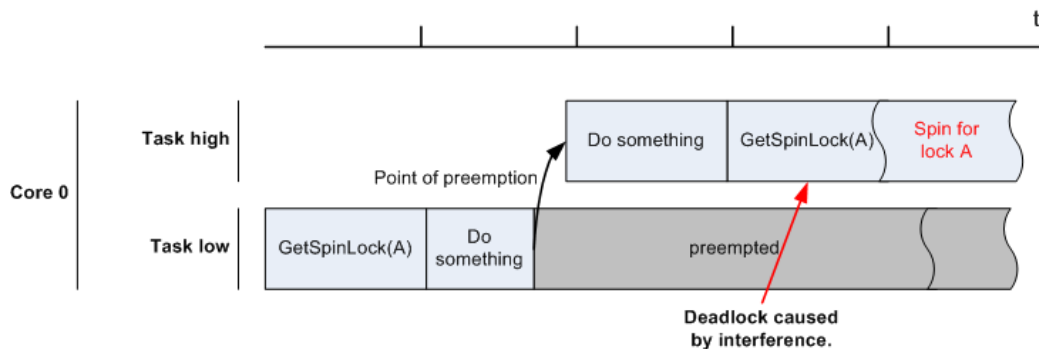 t
Task high
Do something
GetSpinLock(A)
Spin for
lock A
Point of preemption
Core 0
Task low
GetSpinLock(A)
Do
something
preempted
Deadlock caused
by interference.